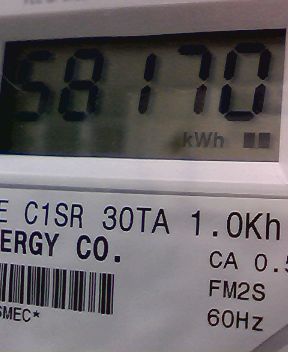 58170
kWh
E C1SR 30TA 1.0Kh
ERGY CO.
CA 0.5
FM2S
SMEC*
60Hz